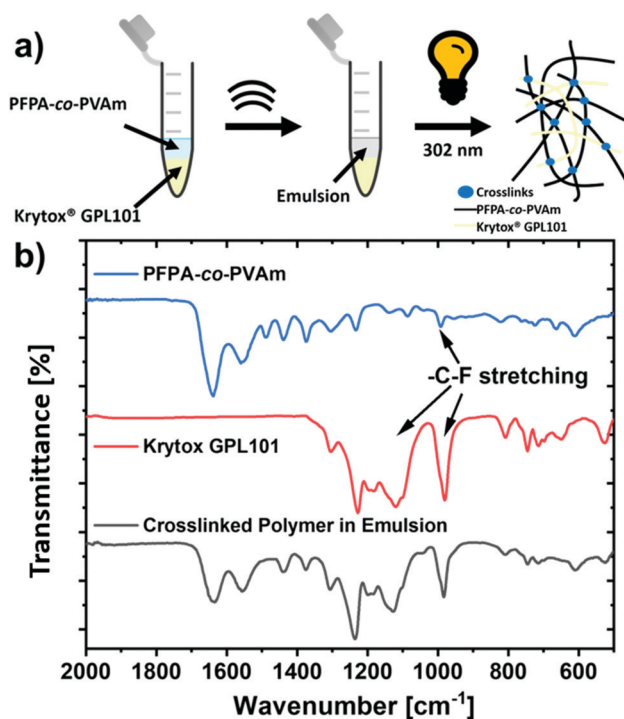 a)
PFPA-co-PVAm
Krytox® GPL101
Emulsion
302 nm
Crosslinks
PFPA-co-PVAm
Krytox® GPL101
b)
PFPA-co-PVAm
-C-F stretching
Krytox GPL101
Crosslinked Polymer in Emulsion
Transmittance [%]
2000 1800 1600 1400 1200 1000 800 600
Wavenumber [cm⁻¹]